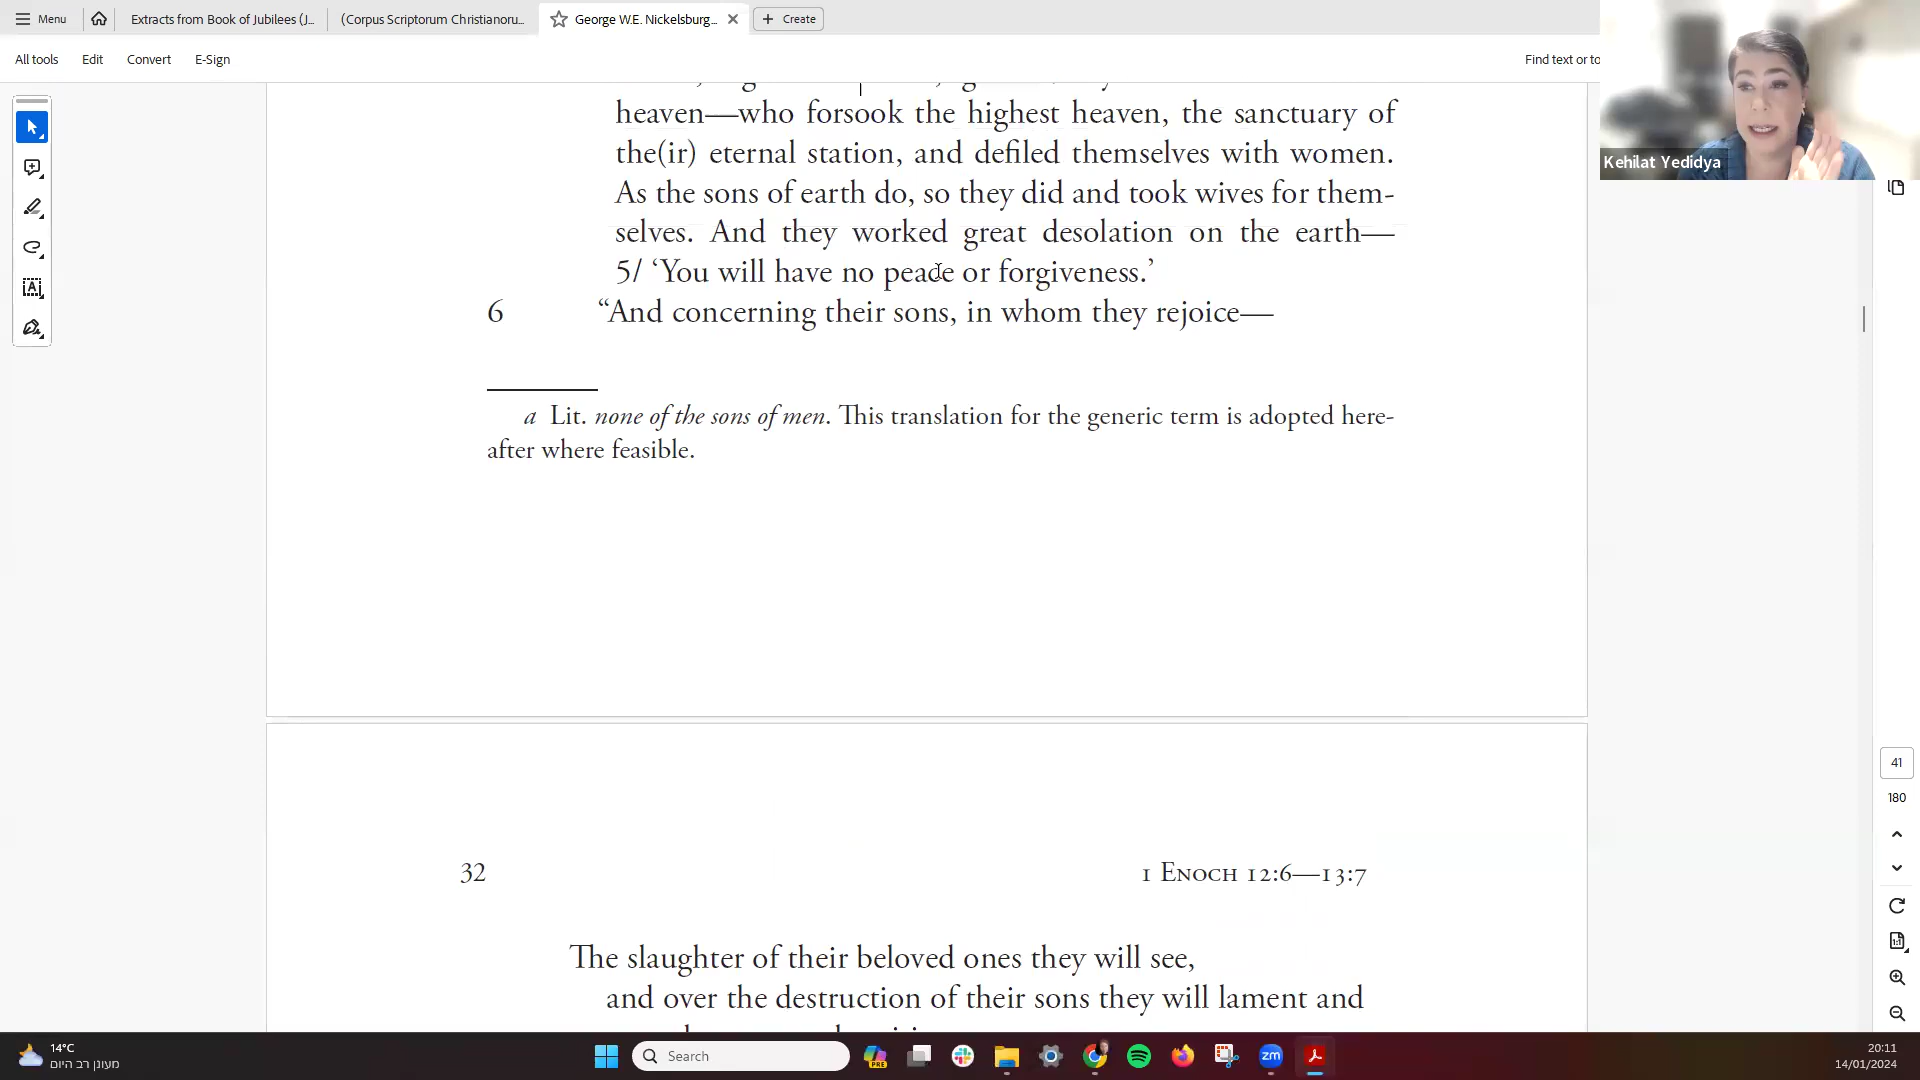 Menu
Extracts from Book of Jubilees (J...
(Corpus Scriptorum Christianoru...
George W.E. Nickelsburg...
Create
All tools
Edit
Convert
E-Sign
Find text or to
Kehilat Yedidya
heaven—who forsook the highest heaven, the sanctuary of
the(ir) eternal station, and defiled themselves with women.
As the sons of earth do, so they did and took wives for them-
selves. And they worked great desolation on the earth—
5/ ‘You will have no peace or forgiveness.’
6 “And concerning their sons, in whom they rejoice—
a Lit. none of the sons of men. This translation for the generic term is adopted here-
after where feasible.
32 1 Enoch 12:6—13:7
The slaughter of their beloved ones they will see,
and over the destruction of their sons they will lament and
41
180
14°C
מעונן רב היום
Search
PRE
zm
20:11
14/01/2024